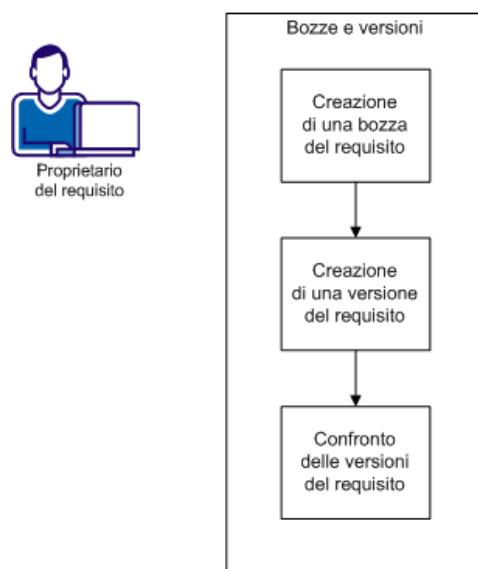 Bozze e versioni
Proprietario
del requisito
Creazione
di una bozza
del requisito
Creazione
di una versione
del requisito
Confronto
delle versioni
del requisito